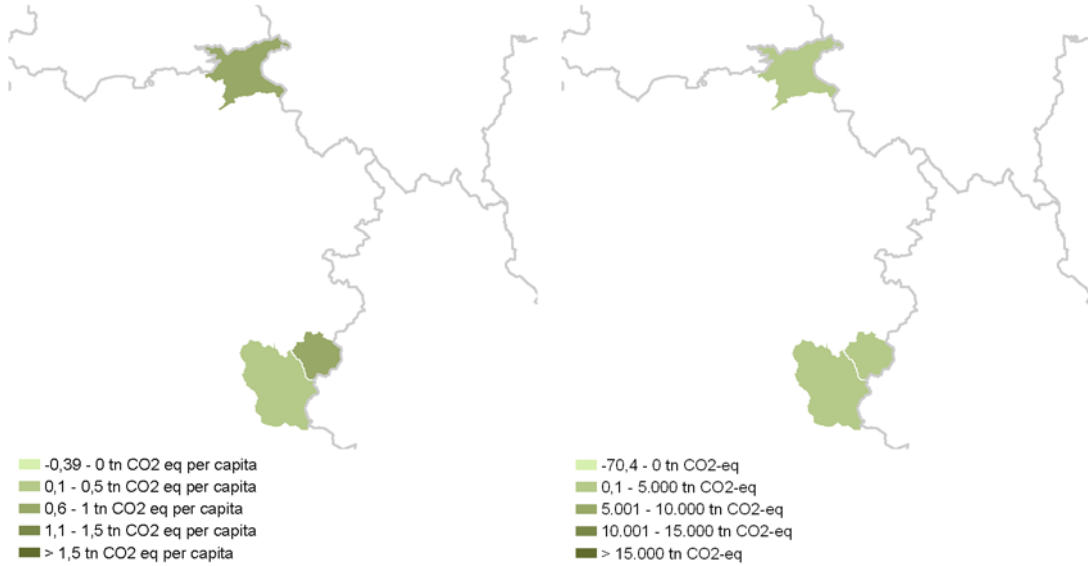 -0,39 - 0 tn CO2 eq per capita
0,1 - 0,5 tn CO2 eq per capita
0,6 - 1 tn CO2 eq per capita
1,1 - 1,5 tn CO2 eq per capita
> 1,5 tn CO2 eq per capita
-70,4 - 0 tn CO2-eq
0,1 - 5.000 tn CO2-eq
5.001 - 10.000 tn CO2-eq
10.001 - 15.000 tn CO2-eq
> 15.000 tn CO2-eq